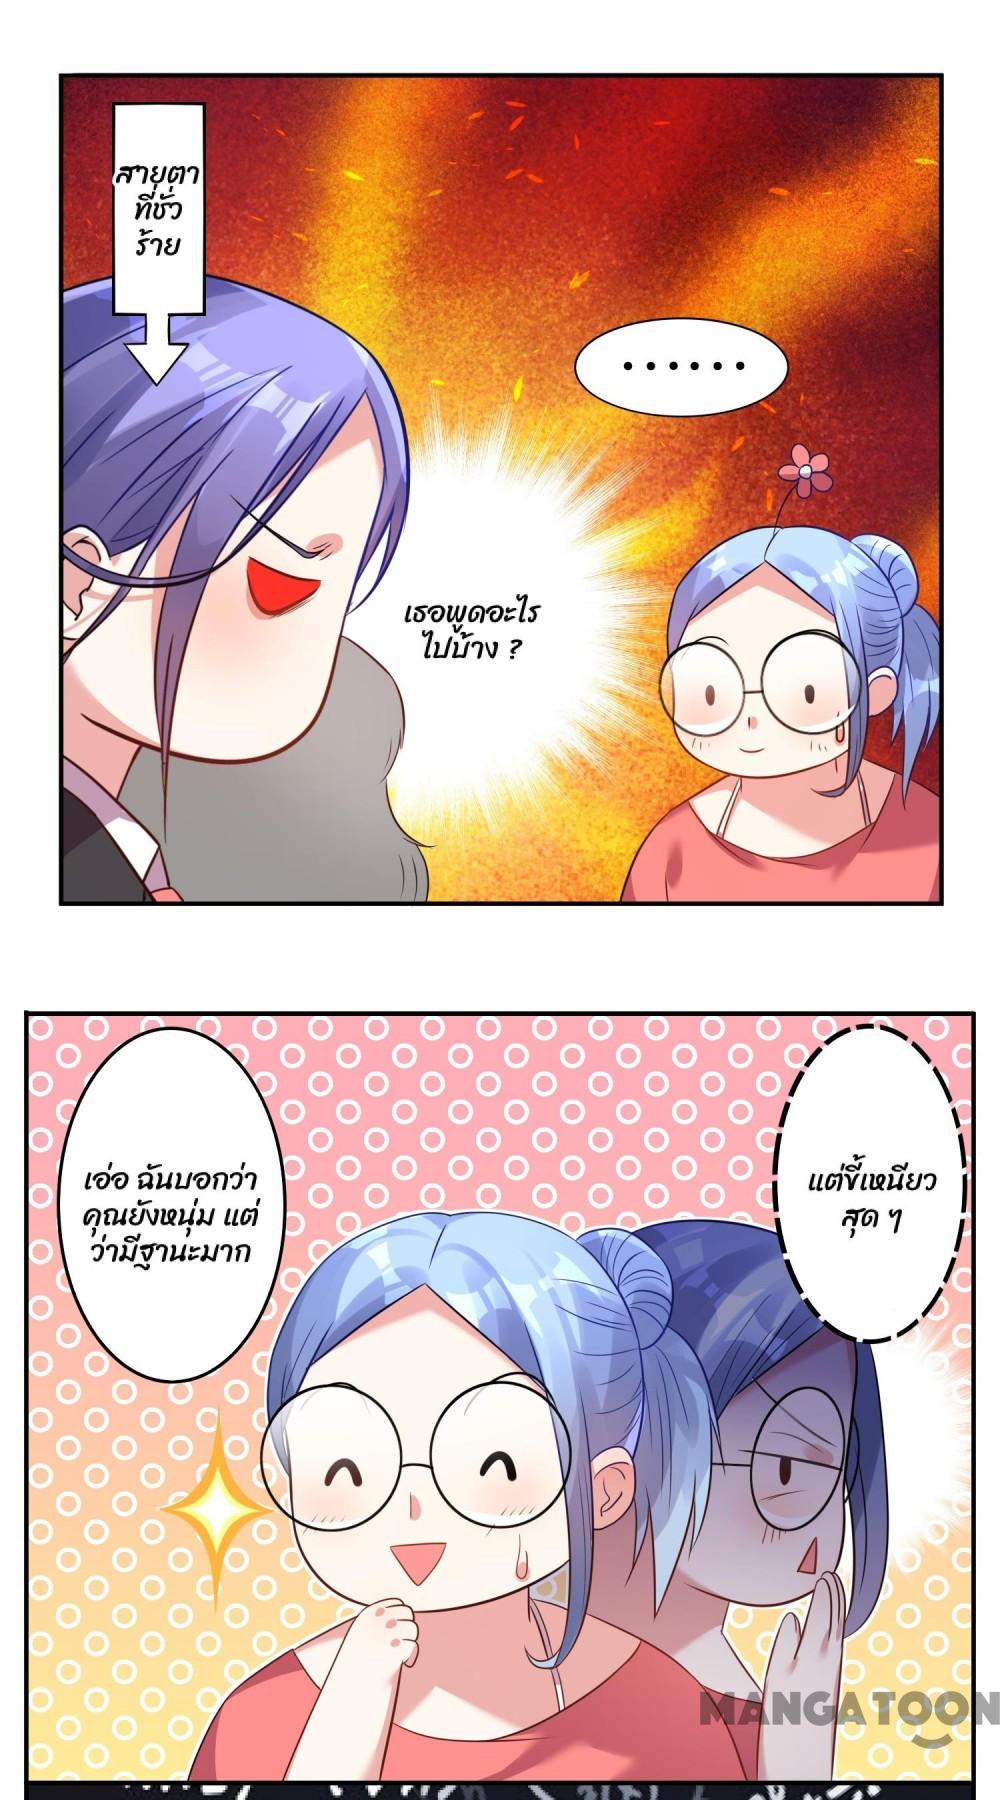 สายตา
ที่ชั่ว
ร้าย
......
เธอพูดอะไร
ไปบ้าง ?
เอ่อ ฉันบอกว่า
คุณยังหนุ่ม แต่
ว่ามีฐานะมาก
แต่ขี้เหนียว
สุด ๆ
MANGATOON